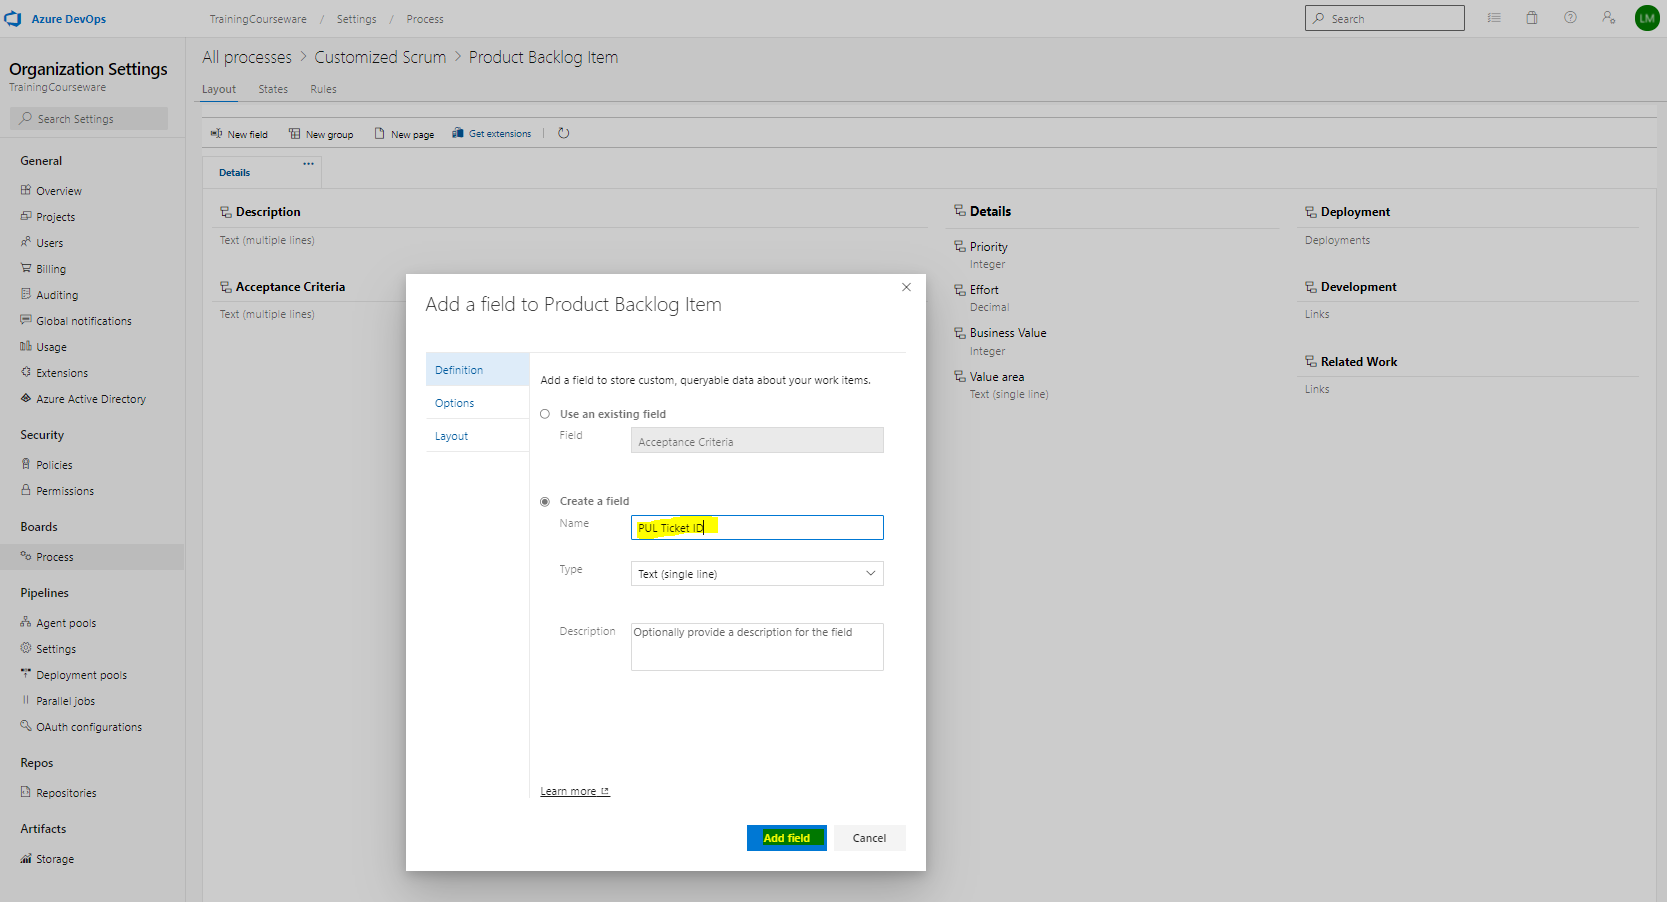 Azure DevOps
TrainingCourseware / Settings / Process
Search
LM
Organization Settings
TrainingCourseware
Search Settings
General
Overview
Projects
Users
Billing
Auditing
Global notifications
Usage
Extensions
Azure Active Directory
Security
Policies
Permissions
Boards
Process
Pipelines
Agent pools
Settings
Deployment pools
Parallel jobs
OAuth configurations
Repos
Repositories
Artifacts
Storage
All processes > Customized Scrum > Product Backlog Item
Layout States Rules
New field New group New page Get extensions
Details
Description
Text (multiple lines)
Acceptance Criteria
Text (multiple lines)
Details
Priority
Integer
Effort
Decimal
Business Value
Integer
Value area
Text (single line)
Deployment
Deployments
Development
Links
Related Work
Links
Add a field to Product Backlog Item
Definition
Options
Layout
Add a field to store custom, queryable data about your work items.
Use an existing field
Field Acceptance Criteria
Create a field
Name PUL Ticket ID
Type Text (single line)
Description Optionally provide a description for the field
Learn more
Add field Cancel